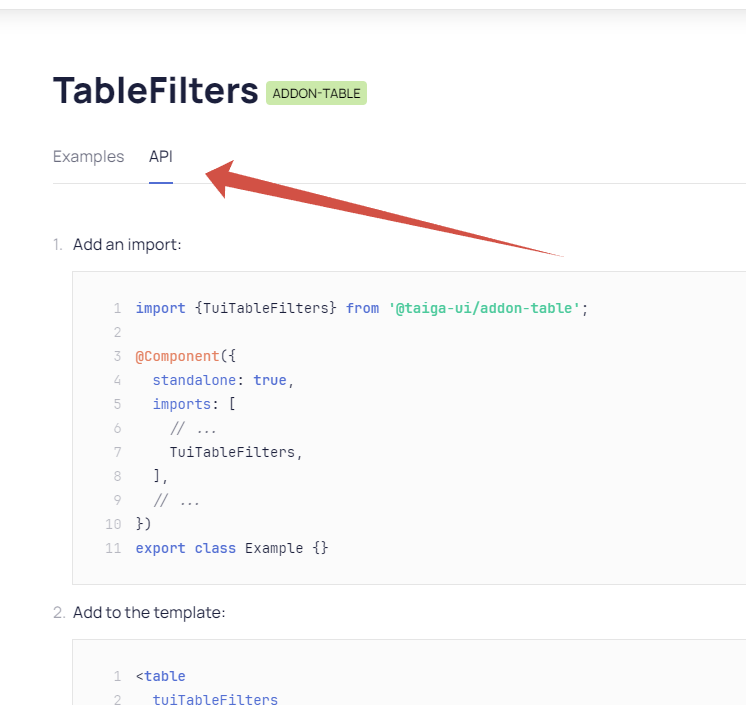 TableFilters ADDON-TABLE
Examples API
1. Add an import:
1 import {TuiTableFilters} from '@taiga-ui/addon-table';
2
3 @Component({
4 standalone: true,
5 imports: [
6 // ...
7 TuiTableFilters,
8 ],
9 // ...
10 })
11 export class Example {}
2. Add to the template:
1 <table
2 tuiTableFilters